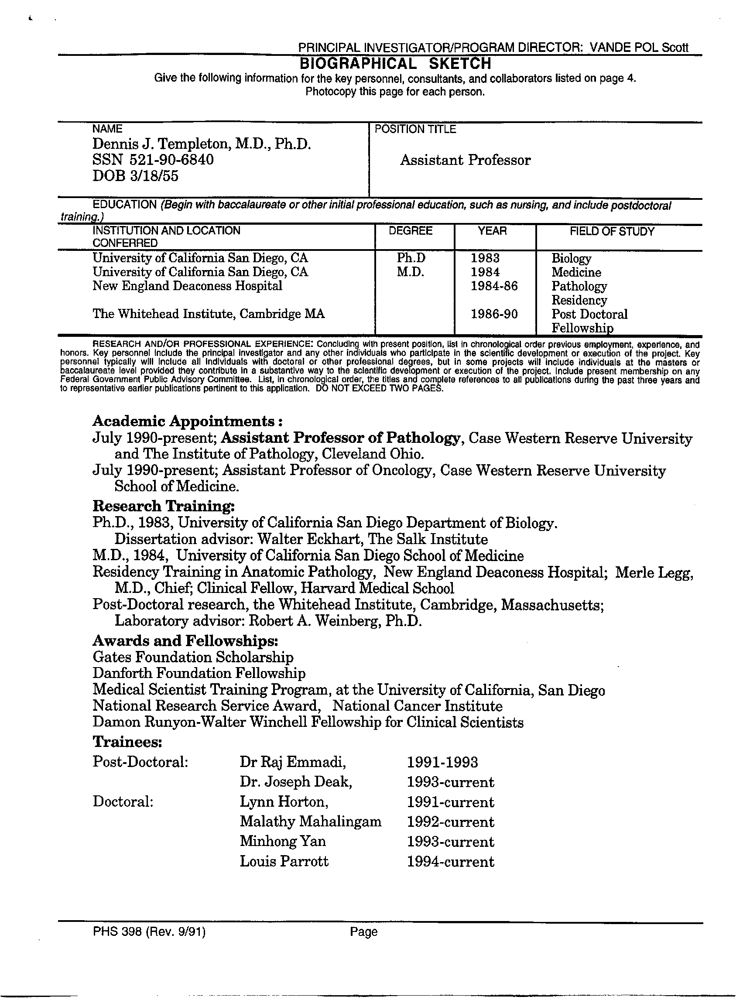 PRINCIPAL INVESTIGATOR/PROGRAM DIRECTOR: VANDE POL Scott
BIOGRAPHICAL SKETCH
Give the following information for the key personnel, consultants, and collaborators listed on page 4.
Photocopy this page for each person.
NAME POSITION TITLE
Dennis J. Templeton, M.D., Ph.D.
SSN 521-90-6840 Assistant Professor
DOB 3/18/55
EDUCATION (Begin with baccalaureate or other initial professional education, such as nursing, and include postdoctoral
training.)
INSTITUTION AND LOCATION DEGREE YEAR FIELD OF STUDY
CONFERRED
University of California San Diego, CA Ph.D 1983 Biology
University of California San Diego, CA M.D. 1984 Medicine
New England Deaconess Hospital 1984-86 Pathology
Residency
The Whitehead Institute, Cambridge MA 1986-90 Post Doctoral
Fellowship
RESEARCH AND/OR PROFESSIONAL EXPERIENCE: Concluding with present position, list in chronological order previous employment, experience, and
honors. Key personnel include the principal investigator and any other individuals who participate in the scientific development or execution of the project. Key
personnel typically will include all individuals with doctoral or other professional degrees, but in some projects will include individuals at the masters or
baccalaureate level provided they contribute in a substantive way to the scientific development or execution of the project. Include present membership on any
Federal Government Public Advisory Committee. List, in chronological order, the titles and complete references to all publications during the past three years and
to representative earlier publications pertinent to this application. DO NOT EXCEED TWO PAGES.
Academic Appointments :
July 1990-present; Assistant Professor of Pathology, Case Western Reserve University
and The Institute of Pathology, Cleveland Ohio.
July 1990-present; Assistant Professor of Oncology, Case Western Reserve University
School of Medicine.
Research Training:
Ph.D., 1983, University of California San Diego Department of Biology.
Dissertation advisor: Walter Eckhart, The Salk Institute
M.D., 1984, University of California San Diego School of Medicine
Residency Training in Anatomic Pathology, New England Deaconess Hospital; Merle Legg,
M.D., Chief; Clinical Fellow, Harvard Medical School
Post-Doctoral research, the Whitehead Institute, Cambridge, Massachusetts;
Laboratory advisor: Robert A. Weinberg, Ph.D.
Awards and Fellowships:
Gates Foundation Scholarship
Danforth Foundation Fellowship
Medical Scientist Training Program, at the University of California, San Diego
National Research Service Award, National Cancer Institute
Damon Runyon-Walter Winchell Fellowship for Clinical Scientists
Trainees:
Post-Doctoral: Dr Raj Emmadi, 1991-1993
Dr. Joseph Deak, 1993-current
Doctoral: Lynn Horton, 1991-current
Malathy Mahalingam 1992-current
Minhong Yan 1993-current
Louis Parrott 1994-current
PHS 398 (Rev. 9/91) Page